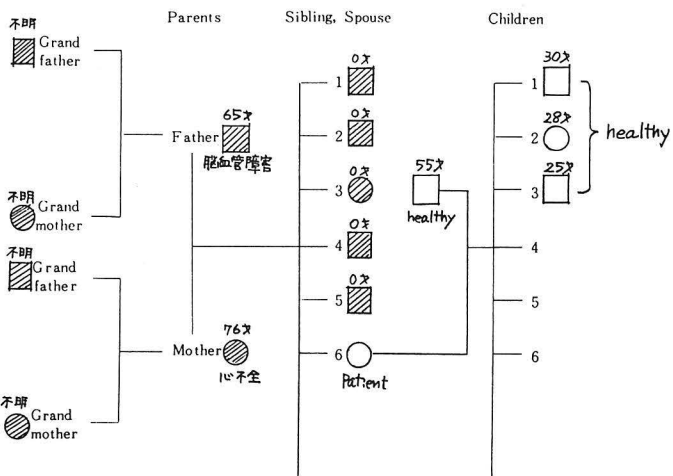 Parents
Sibling, Spouse
Children
不明
Grand
father
不明
Grand
mother
不明
Grand
father
不明
Grand
mother
65才
Father
脳血管障害
76才
Mother
心不全
0才
1
0才
2
0才
3
0才
4
0才
5
6
Patient
55才
healthy
30才
1
28才
2
25才
3
healthy
4
5
6